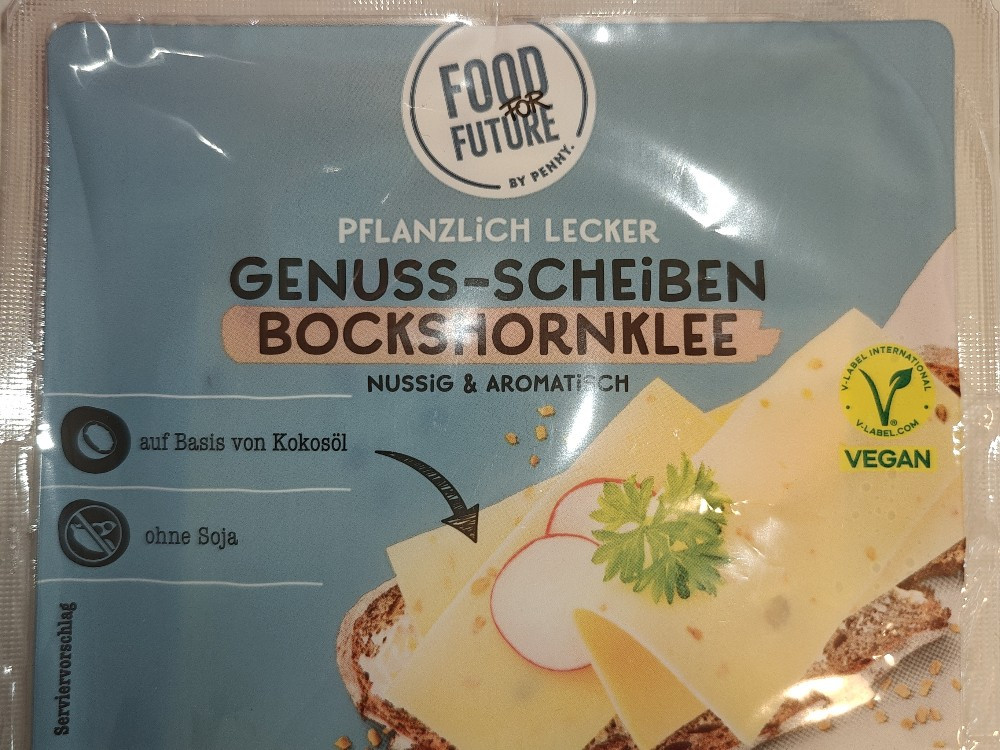 FOOD
FOR
FUTURE
BY PENNY.
PFLANZLiCH LECKER
GENUSS-SCHEiBEN
BOCKSHORNKLEE
NUSSiG & AROMATiSCH
auf Basis von Kokosöl
ohne Soja
V-LABEL INTERNATIONAL
V-LABEL.COM
VEGAN
Serviervorschlag